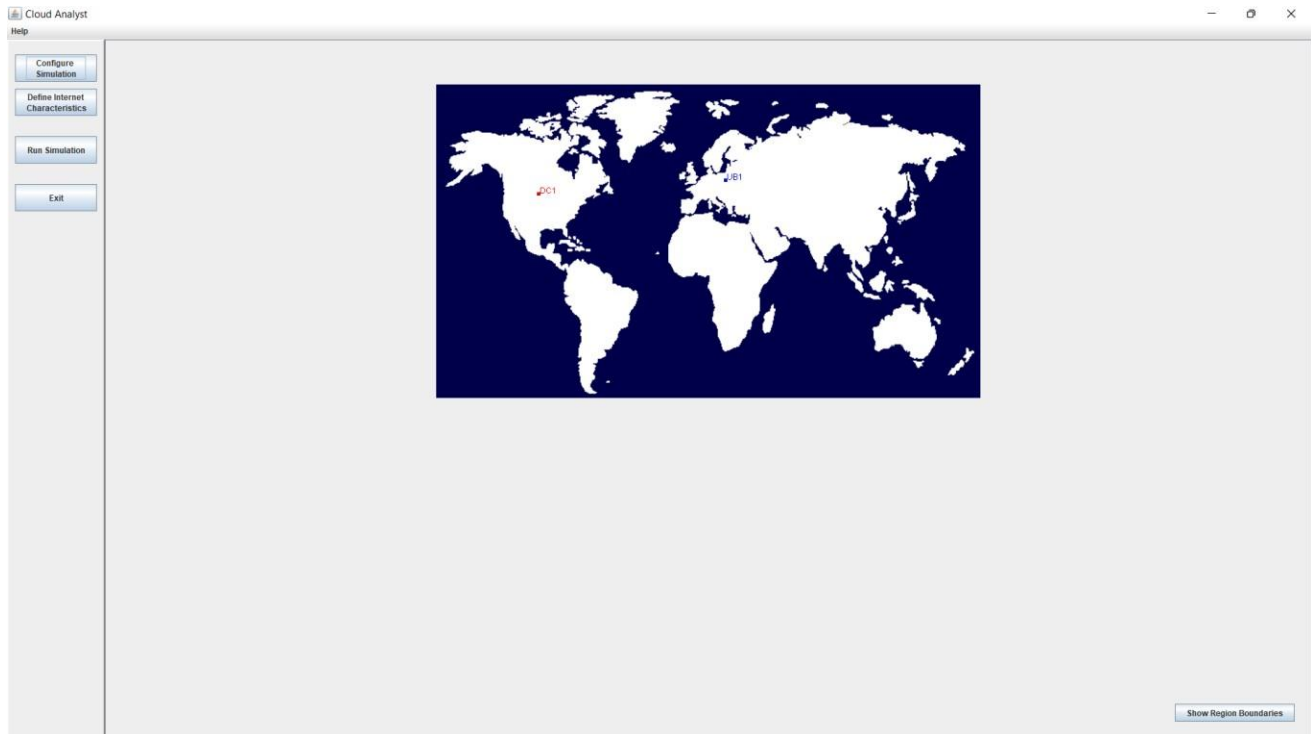 Cloud Analyst
Help
Configure
Simulation
Define Internet
Characteristics
Run Simulation
Exit
DC1
UB1
Show Region Boundaries